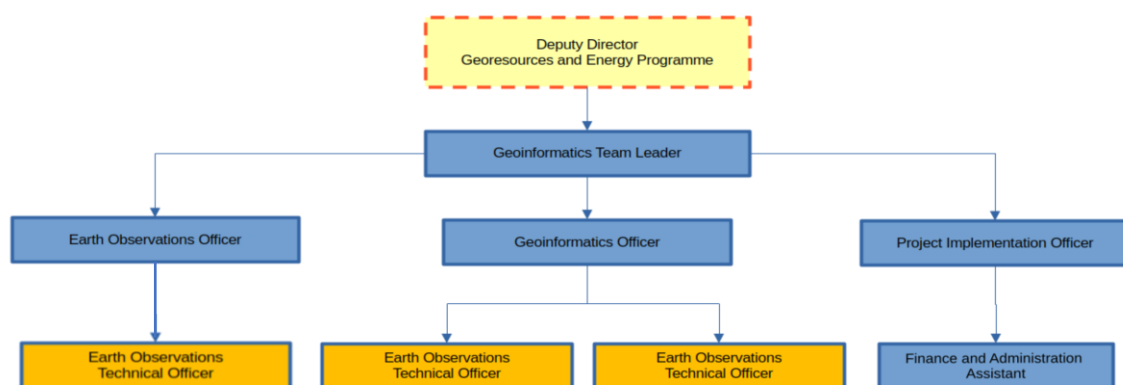 Deputy Director
Georesources and Energy Programme
Geoinformatics Team Leader
Earth Observations Officer
Geoinformatics Officer
Project Implementation Officer
Earth Observations
Technical Officer
Earth Observations
Technical Officer
Earth Observations
Technical Officer
Finance and Administration
Assistant